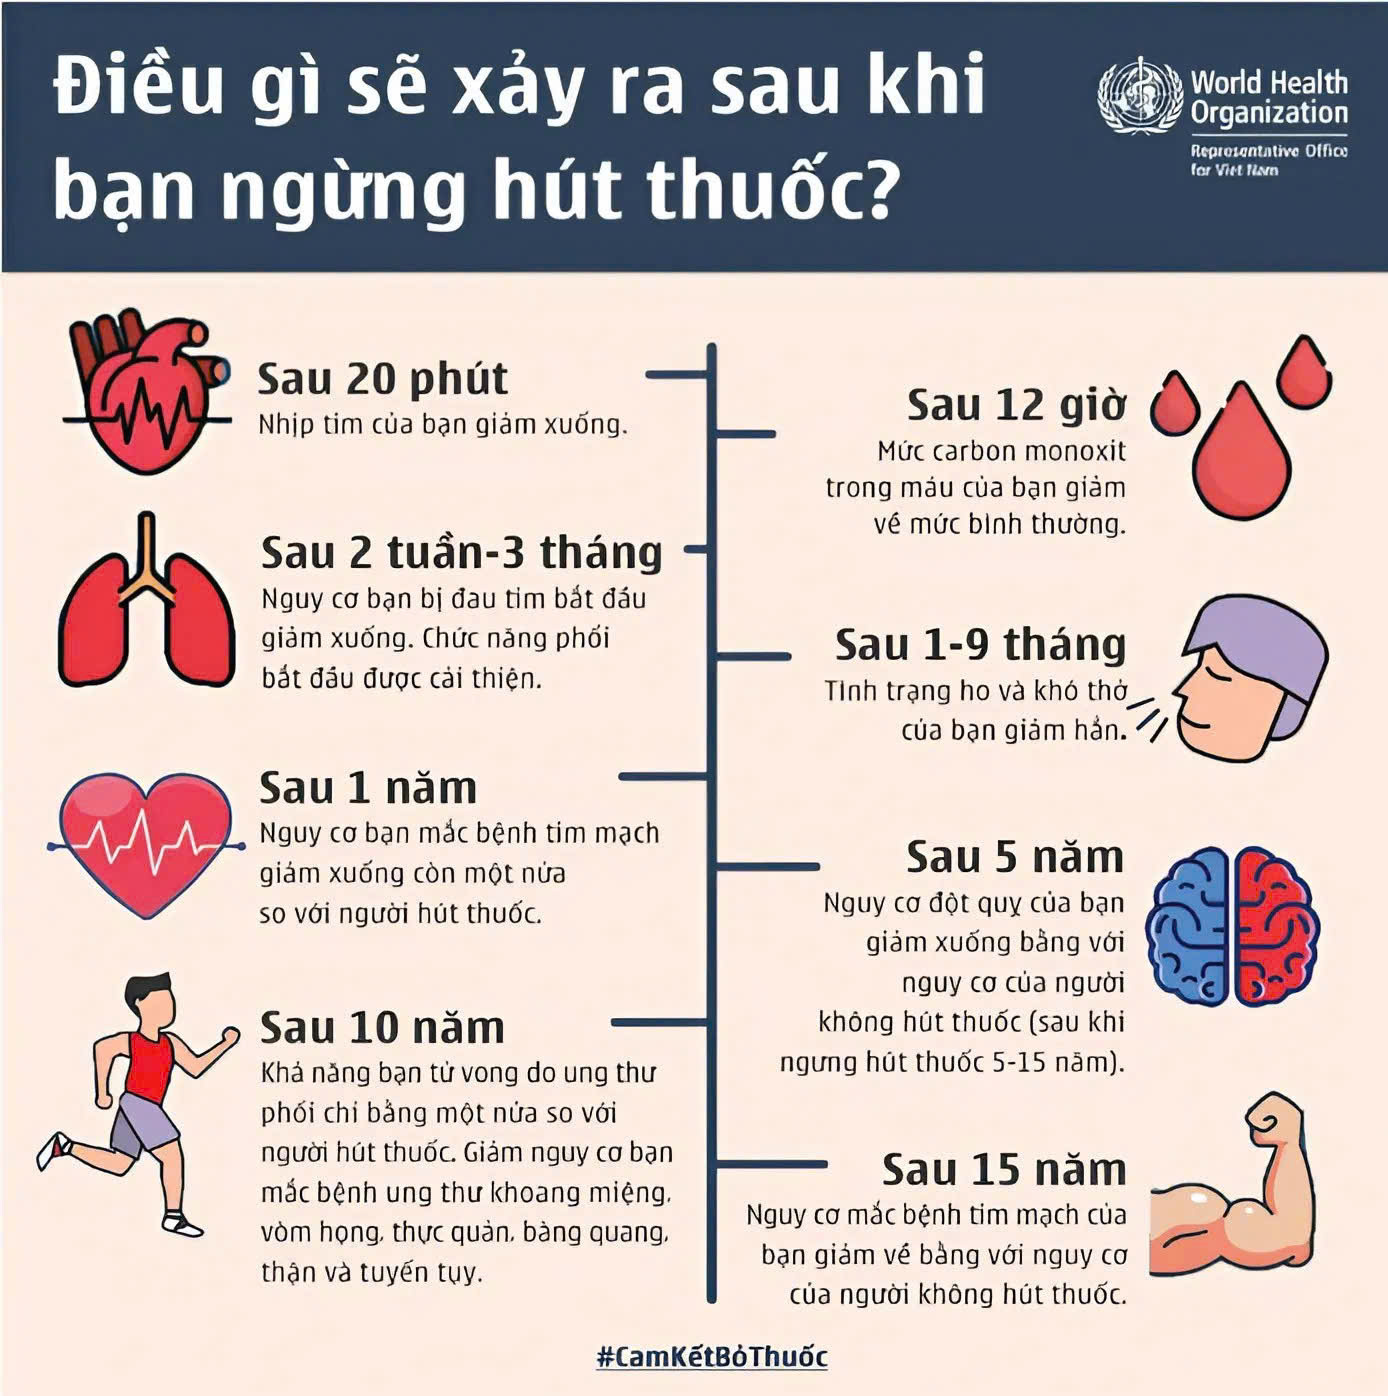 Điều gì sẽ xảy ra sau khi
bạn ngừng hút thuốc?
World Health
Organization
Representative Office
for Viet Nam
Sau 20 phút
Nhịp tim của bạn giảm xuống.
Sau 12 giờ
Mức carbon monoxit
trong máu của bạn giảm
về mức bình thường.
Sau 2 tuần-3 tháng
Nguy cơ bạn bị đau tim bắt đầu
giảm xuống. Chức năng phổi
bắt đầu được cải thiện.
Sau 1-9 tháng
Tình trạng ho và khó thở
của bạn giảm hẳn.
Sau 1 năm
Nguy cơ bạn mắc bệnh tim mạch
giảm xuống còn một nửa
so với người hút thuốc.
Sau 5 năm
Nguy cơ đột quỵ của bạn
giảm xuống bằng với
nguy cơ của người
không hút thuốc (sau khi
ngưng hút thuốc 5-15 năm).
Sau 10 năm
Khả năng bạn tử vong do ung thư
phổi chỉ bằng một nửa so với
người hút thuốc. Giảm nguy cơ bạn
mắc bệnh ung thư khoang miệng,
vòm họng, thực quản, bàng quang,
thận và tuyến tụy.
Sau 15 năm
Nguy cơ mắc bệnh tim mạch của
bạn giảm về bằng với nguy cơ
của người không hút thuốc.
#CamKếtBỏThuốc